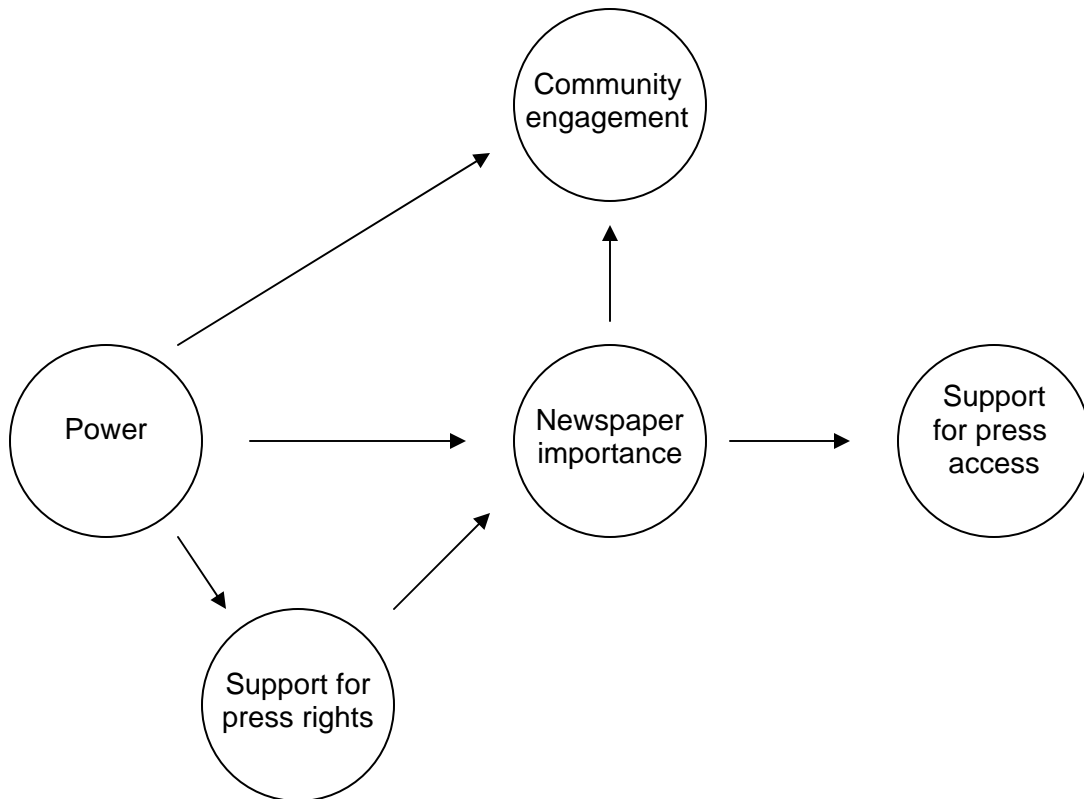 Community
engagement
Power
Newspaper
importance
Support
for press
access
Support for
press rights